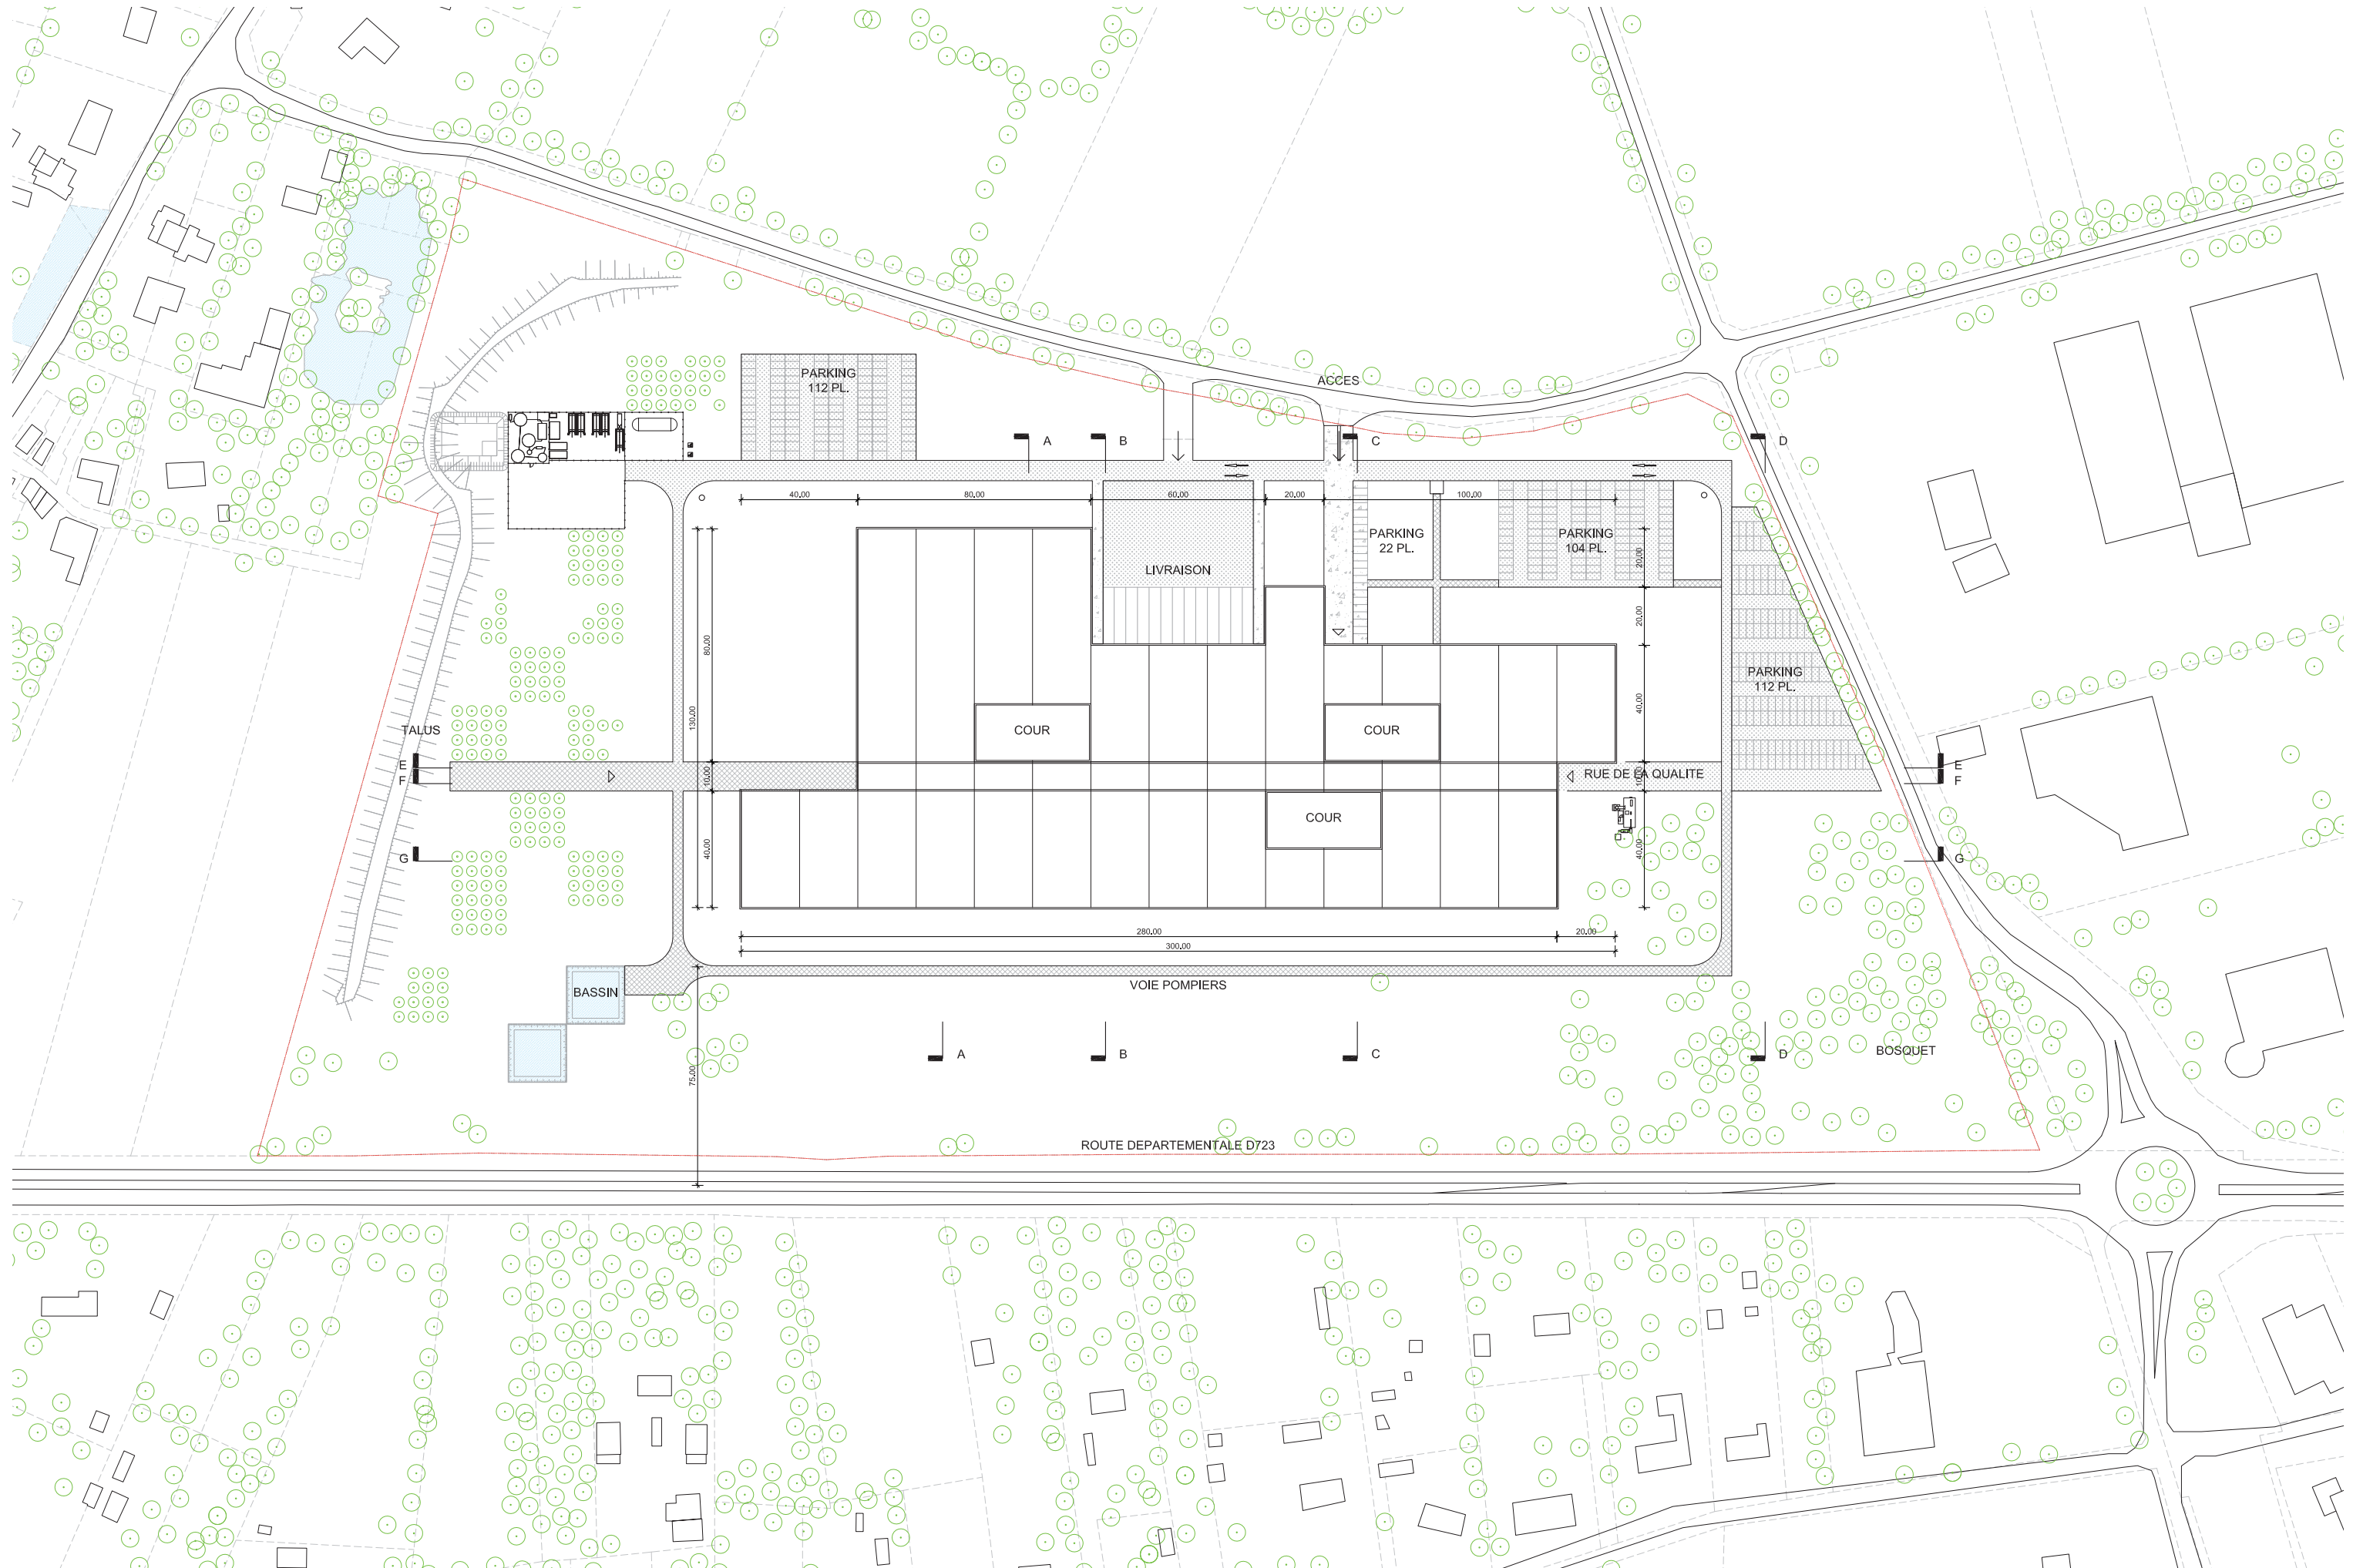 PARKING
112 PL.
ACCES
A
B
C
D
40.00
80.00
60.00
20.00
100.00
PARKING
22 PL.
PARKING
104 PL.
20.00
LIVRAISON
20.00
80.00
130.00
PARKING
112 PL.
40.00
COUR
COUR
TALUS
E
F
10.00
RUE DE LA QUALITE
10.00
E
F
COUR
G
40.00
40.00
G
280.00
20.00
300.00
BASSIN
VOIE POMPIERS
A
B
C
D
BOSQUET
75.00
ROUTE DEPARTEMENTALE D723